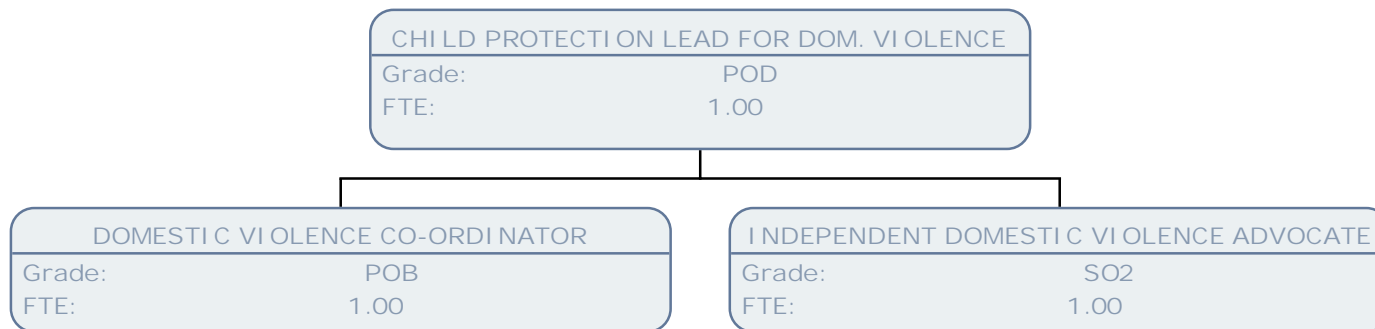 CHILD PROTECTION LEAD FOR DOM. VIOLENCE
Grade: POD
FTE: 1.00
DOMESTIC VIOLENCE CO-ORDINATOR
Grade: POB
FTE: 1.00
INDEPENDENT DOMESTIC VIOLENCE ADVOCATE
Grade: SO2
FTE: 1.00